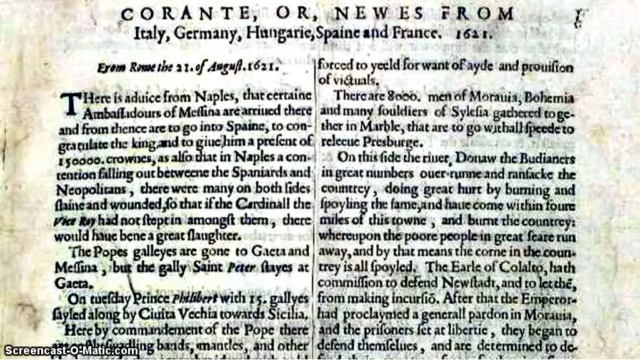 CORANTE, OR, NEWES FROM
Italy, Germany, Hungarie, Spaine and France. 1621.
From Rome the 21. of August. 1621.
THere is aduice from Naples, that certaine
Ambaſſadours of Meſſina are arriued there
and from thence are to go into Spaine, to con-
gratulate the king, and to giue him a preſent of
150000. crownes, as alſo that in Naples a con-
tention falling out betweene the Spaniards and
Neopolitans, there were many on both ſides
ſlaine and wounded, ſo that if the Cardinall the
Vice Roy had not ſtept in amongſt them, there
would haue bene a great ſlaughter.
The Popes galleyes are gone to Gaeta and
Meſſina, but the gally Saint Peter ſtayes at
Gaeta.
On tueſday Prince Philibert with 15. gallyes
ſayled along by Ciuita Vechia towards Sicilia.
Here by commandement of the Pope there
bands, mantles, and other
forced to yeeld for want of ayde and prouiſion
of victuals.
There are 8000. men of Morauia, Bohemia
and many ſouldiers of Syleſia gathered toge-
ther in Marble, that are to go withall ſpeede to
releeue Presburge.
On this ſide the riuer, Donaw the Budianers
in great numbers ouer-runne and ranſacke the
countrey, doing great hurt by burning and
ſpoyling the ſame, and haue come within foure
miles of this towne, and burnt the countrey:
whereupon the poore people in great feare run
away, and by that meanes the corne in the coun-
trey is all ſpoyled. The Earle of Colalto, hath
commiſſion to defend Newſtadt, and to let thē,
from making incurſiō. After that the Emperor-
had proclaymed a generall pardon in Morauia,
and the priſoners ſet at libertie, they began to
defend themſelues, and are determined to de-
Screencast-O-Matic.com